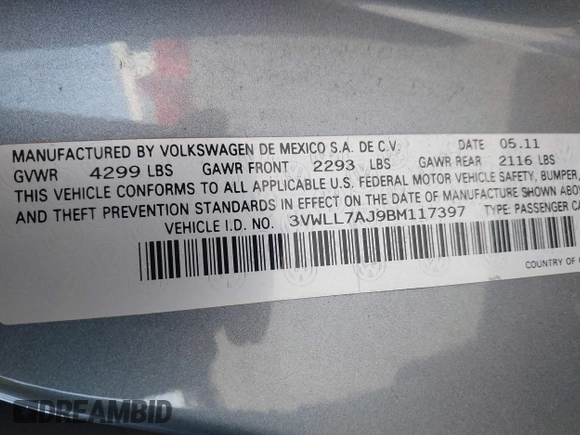 MANUFACTURED BY VOLKSWAGEN DE MEXICO S.A. DE C.V. DATE 05.11
GVWR 4299 LBS GAWR FRONT 2293 LBS GAWR REAR 2116 LBS
THIS VEHICLE CONFORMS TO ALL APPLICABLE U.S. FEDERAL MOTOR VEHICLE SAFETY, BUMPER,
AND THEFT PREVENTION STANDARDS IN EFFECT ON THE DATE OF MANUFACTURE SHOWN ABO
VEHICLE I.D. NO. 3VWLL7AJ9BM117397 TYPE: PASSENGER CA
COUNTRY OF
DREAMBID